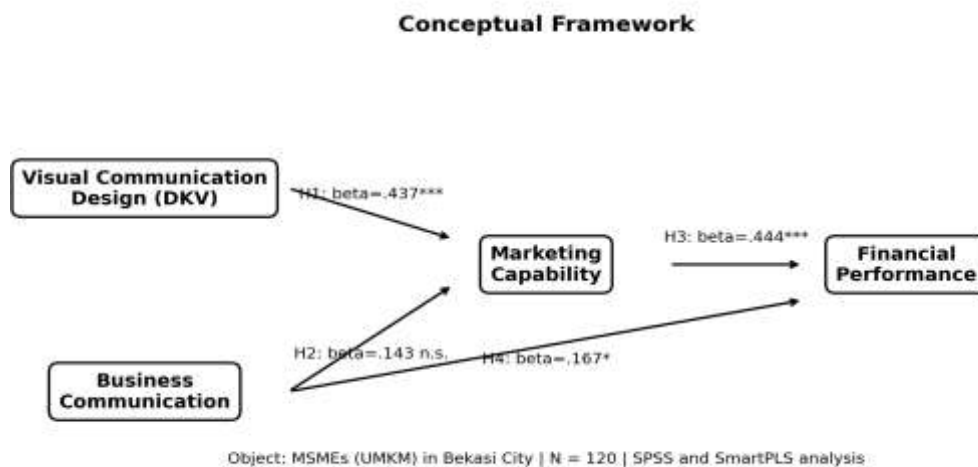 Conceptual Framework
Visual Communication
Design (DKV)
H1: beta=.437***
H3: beta=.444***
Marketing
Capability
Financial
Performance
H2: beta=.143 n.s.
H4: beta=.167*
Business
Communication
Object: MSMEs (UMKM) in Bekasi City | N = 120 | SPSS and SmartPLS analysis